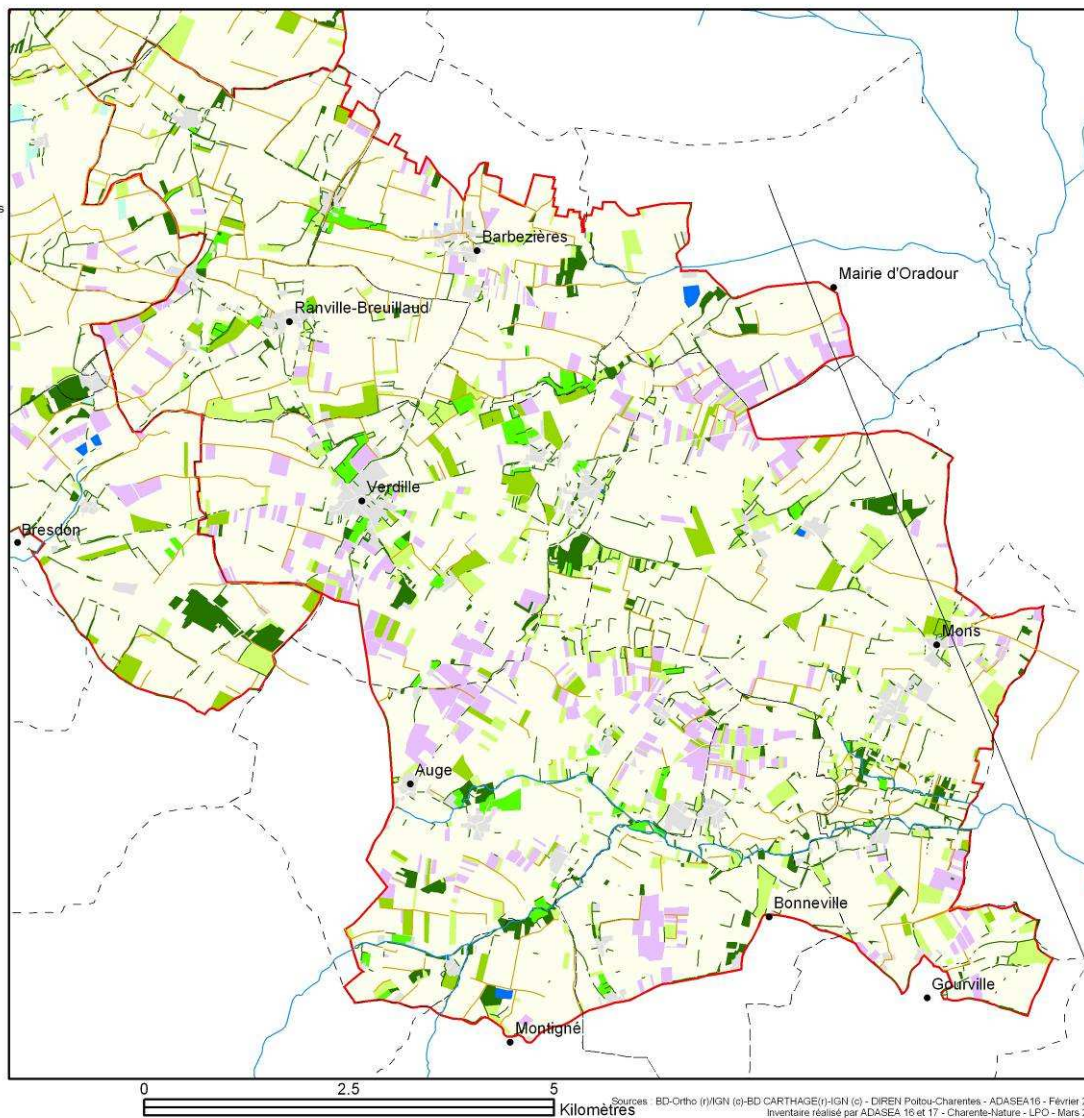 s
Barbezières
Mairie d'Oradour
Ranville-Breuillaud
Verdille
Bresdon
Mons
Auge
Bonneville
Gourville
Montigné
0 2.5 5
Kilomètres
Sources : BD-Ortho (r)/IGN (c)-BD CARTHAGE(r)-IGN (c) - DIREN Poitou-Charentes - ADASEA16 - Février
Inventaire réalisé par ADASEA 16 et 17 - Charente-Nature - LPO - Mars